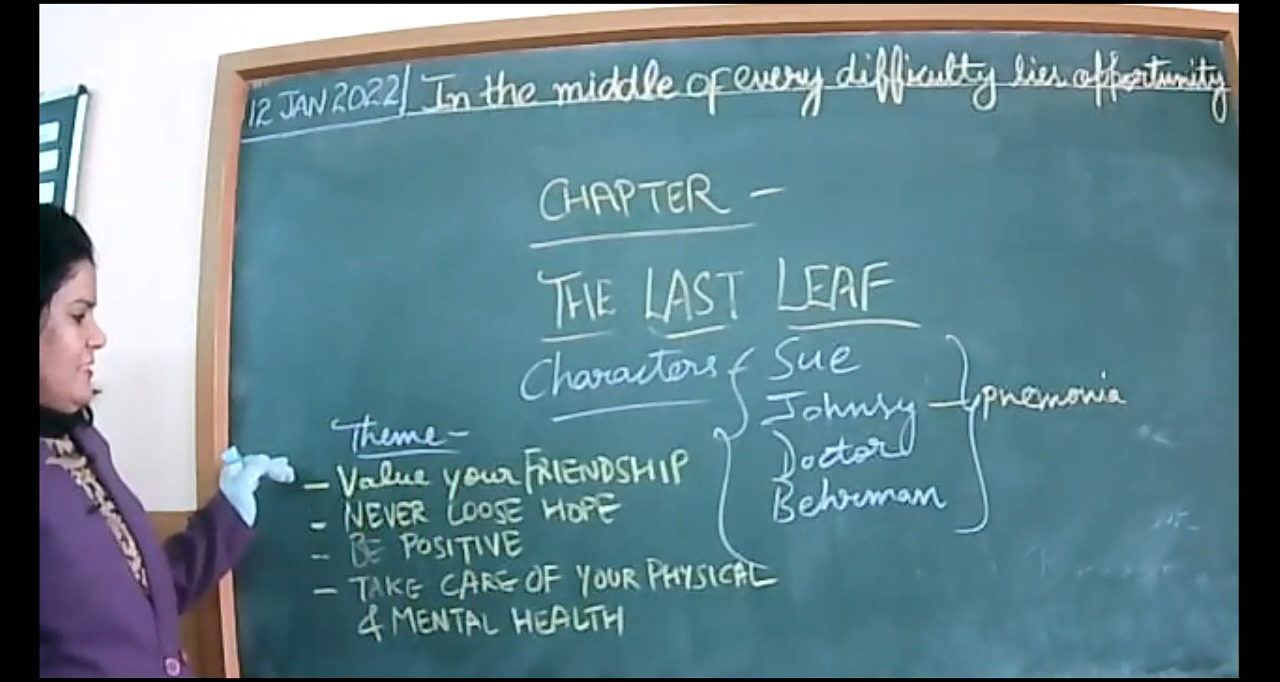 12 JAN 2022 In the middle of every difficulty lies opportunity
CHAPTER -
THE LAST LEAF
Characters
Sue
Johnsy - pnemonia
Doctor
Behrman
Theme -
- Value your FRIENDSHIP
- NEVER LOOSE HOPE
- BE POSITIVE
- TAKE CARE OF YOUR PHYSICAL
& MENTAL HEALTH